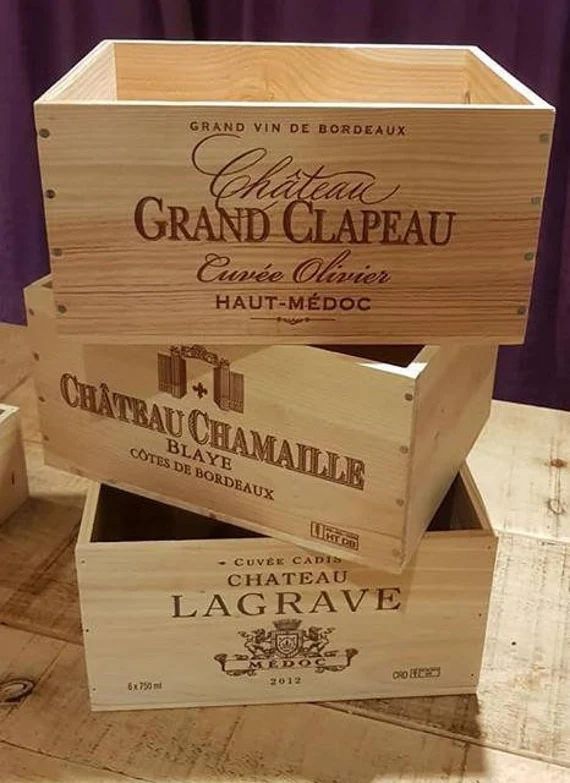 GRAND VIN DE BORDEAUX
Château
GRAND CLAPEAU
Cuvée Olivier
HAUT-MÉDOC
CHÂTEAU CHAMAILLE
BLAYE
CÔTES DE BORDEAUX
CUVÉE CADIS
CHATEAU
LAGRAVE
MÉDOC
2012
6 x 750 ml
CRD